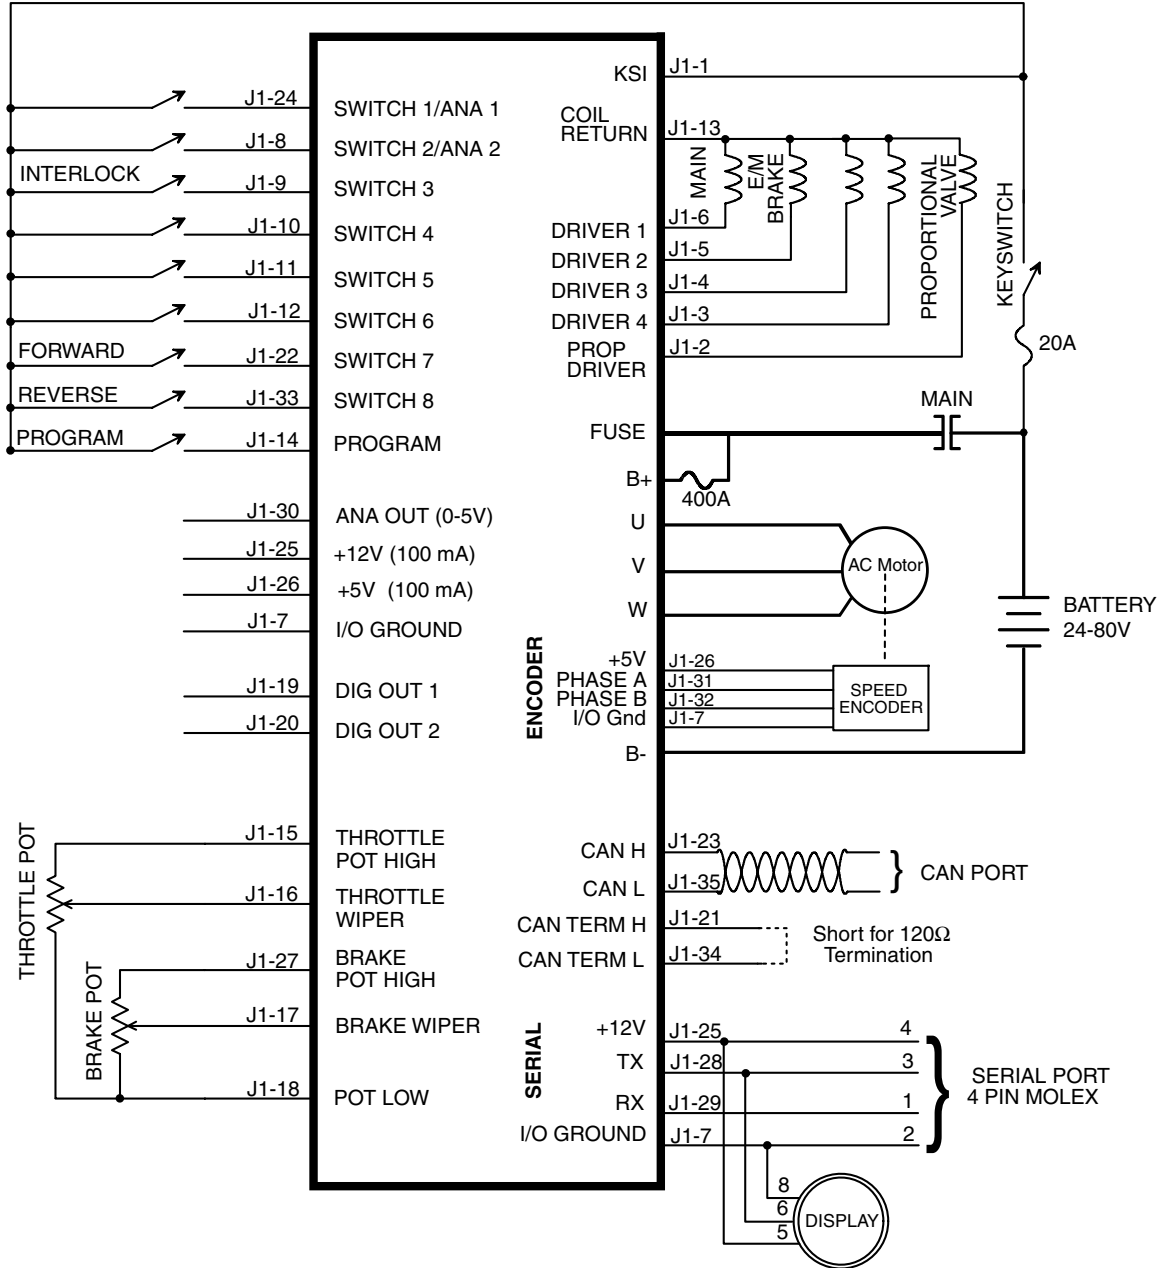 J1-24
SWITCH 1/ANA 1
J1-8
SWITCH 2/ANA 2
INTERLOCK
J1-9
SWITCH 3
J1-10
SWITCH 4
J1-11
SWITCH 5
J1-12
SWITCH 6
FORWARD
J1-22
SWITCH 7
REVERSE
J1-33
SWITCH 8
PROGRAM
J1-14
PROGRAM
J1-30
ANA OUT (0-5V)
J1-25
+12V (100 mA)
J1-26
+5V (100 mA)
J1-7
I/O GROUND
J1-19
DIG OUT 1
J1-20
DIG OUT 2
THROTTLE POT
J1-15
THROTTLE
POT HIGH
J1-16
THROTTLE
WIPER
BRAKE POT
J1-27
BRAKE
POT HIGH
J1-17
BRAKE WIPER
J1-18
POT LOW
KSI
J1-1
COIL
RETURN
J1-13
MAIN
E/M
BRAKE
PROPORTIONAL
VALVE
KEYSWITCH
20A
DRIVER 1
J1-6
DRIVER 2
J1-5
DRIVER 3
J1-4
DRIVER 4
J1-3
PROP
DRIVER
J1-2
MAIN
FUSE
B+
400A
U
V
W
AC Motor
BATTERY
24-80V
ENCODER
+5V
J1-26
PHASE A
J1-31
PHASE B
J1-32
I/O Gnd
J1-7
SPEED
ENCODER
B-
CAN H
J1-23
CAN L
J1-35
CAN PORT
CAN TERM H
J1-21
CAN TERM L
J1-34
Short for 120Ω
Termination
SERIAL
+12V
J1-25
4
TX
J1-28
3
RX
J1-29
1
I/O GROUND
J1-7
2
SERIAL PORT
4 PIN MOLEX
8
6
5
DISPLAY